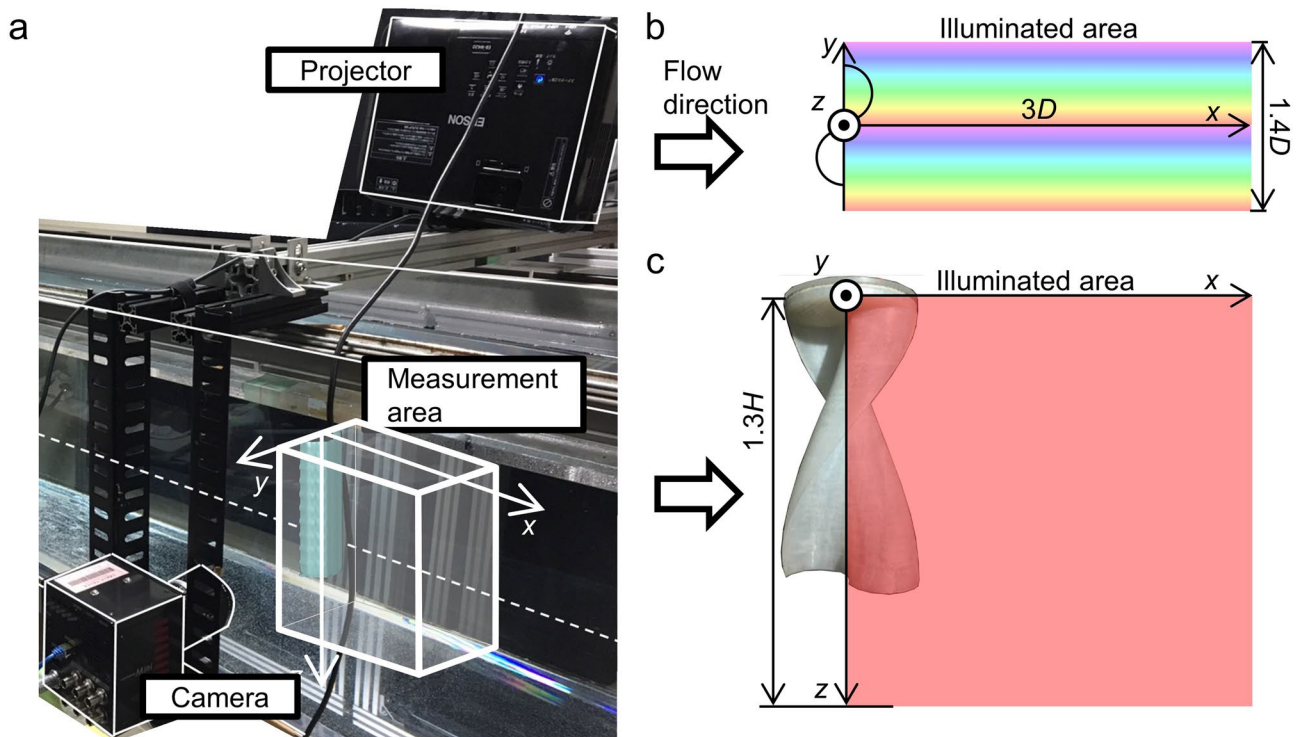 a
Projector
EPSON
Measurement
area
y
x
Camera
b
Illuminated area
y
Flow
direction
z
3D
x
1.4D
c
y
Illuminated area
x
1.3H
z